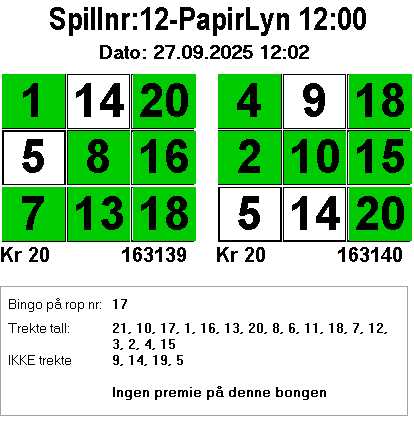 Spillnr:12-PapirLyn 12:00
Dato: 27.09.2025 12:02
1 14 20 4 9 18
5 8 16 2 10 15
7 13 18 5 14 20
Kr 20 163139 Kr 20 163140
Bingo på rop nr: 17
Trekte tall: 21, 10, 17, 1, 16, 13, 20, 8, 6, 11, 18, 7, 12,
3, 2, 4, 15
IKKE trekte 9, 14, 19, 5
Ingen premie på denne bongen